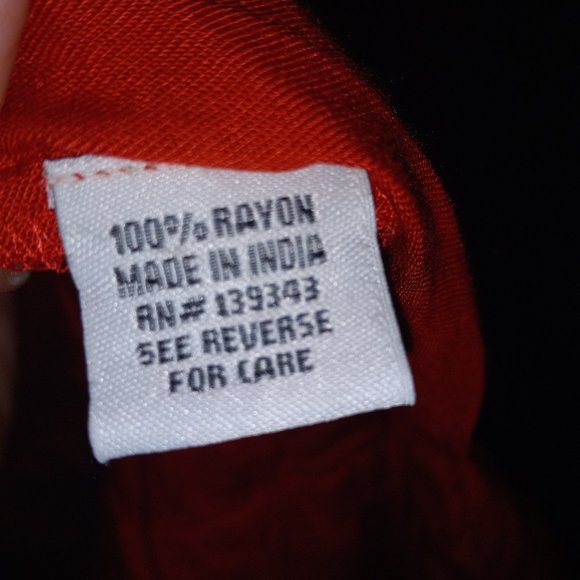 100% RAYON
MADE IN INDIA
RN# 139343
SEE REVERSE
FOR CARE